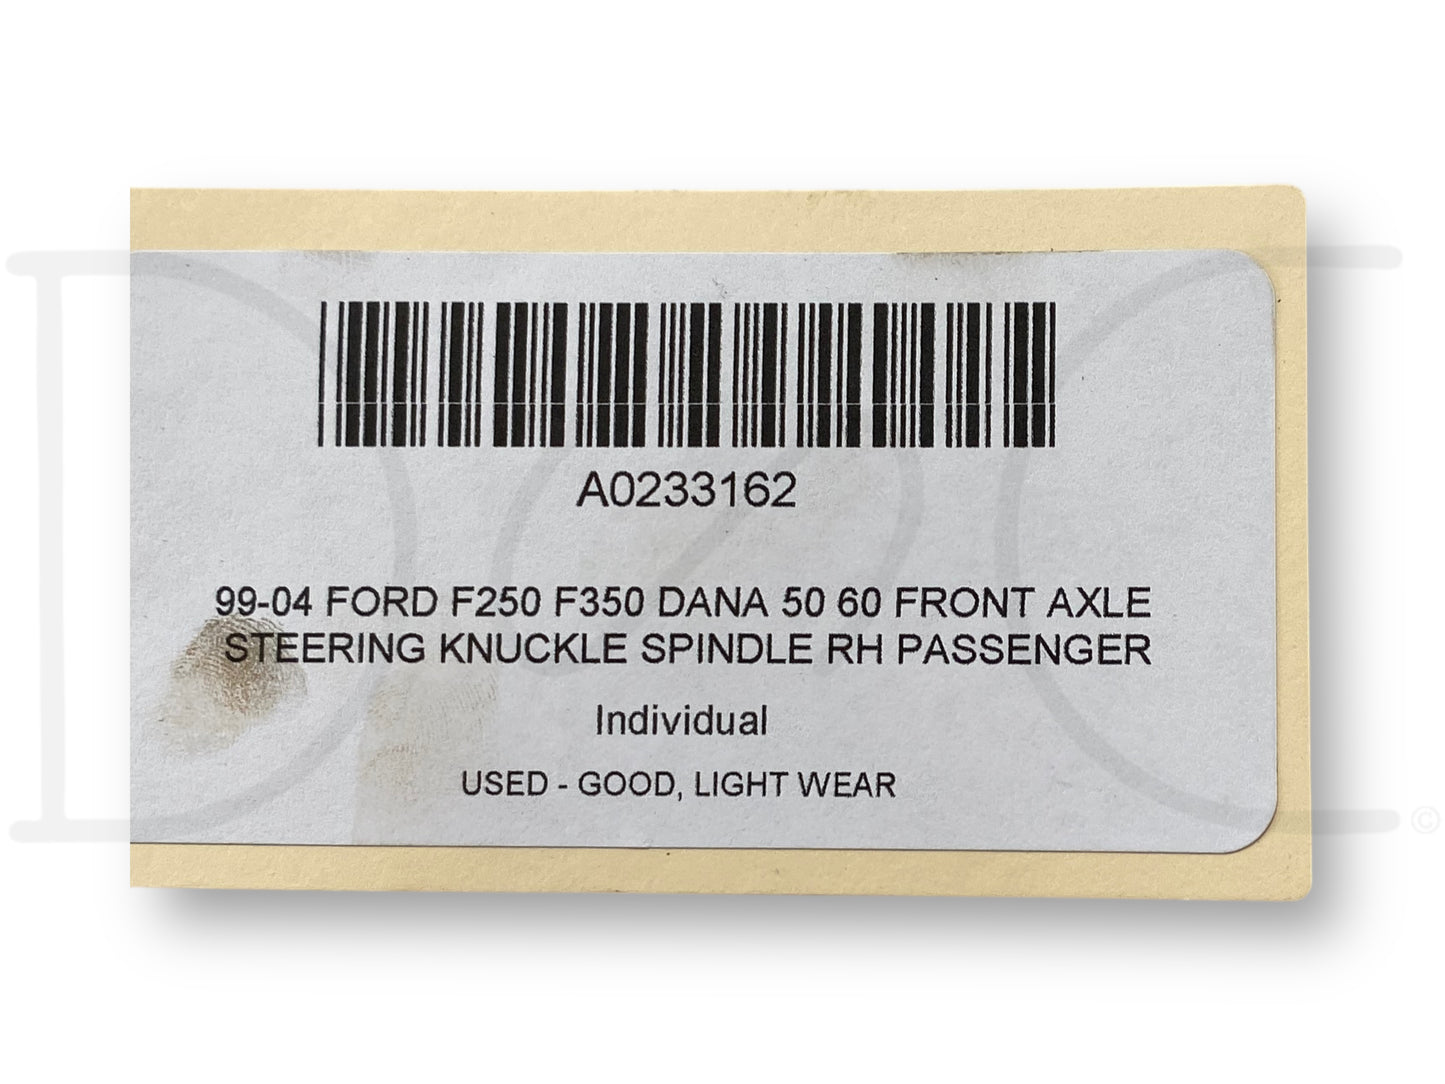 A0233162
99-04 FORD F250 F350 DANA 50 60 FRONT AXLE
STEERING KNUCKLE SPINDLE RH PASSENGER
Individual
USED - GOOD, LIGHT WEAR
©